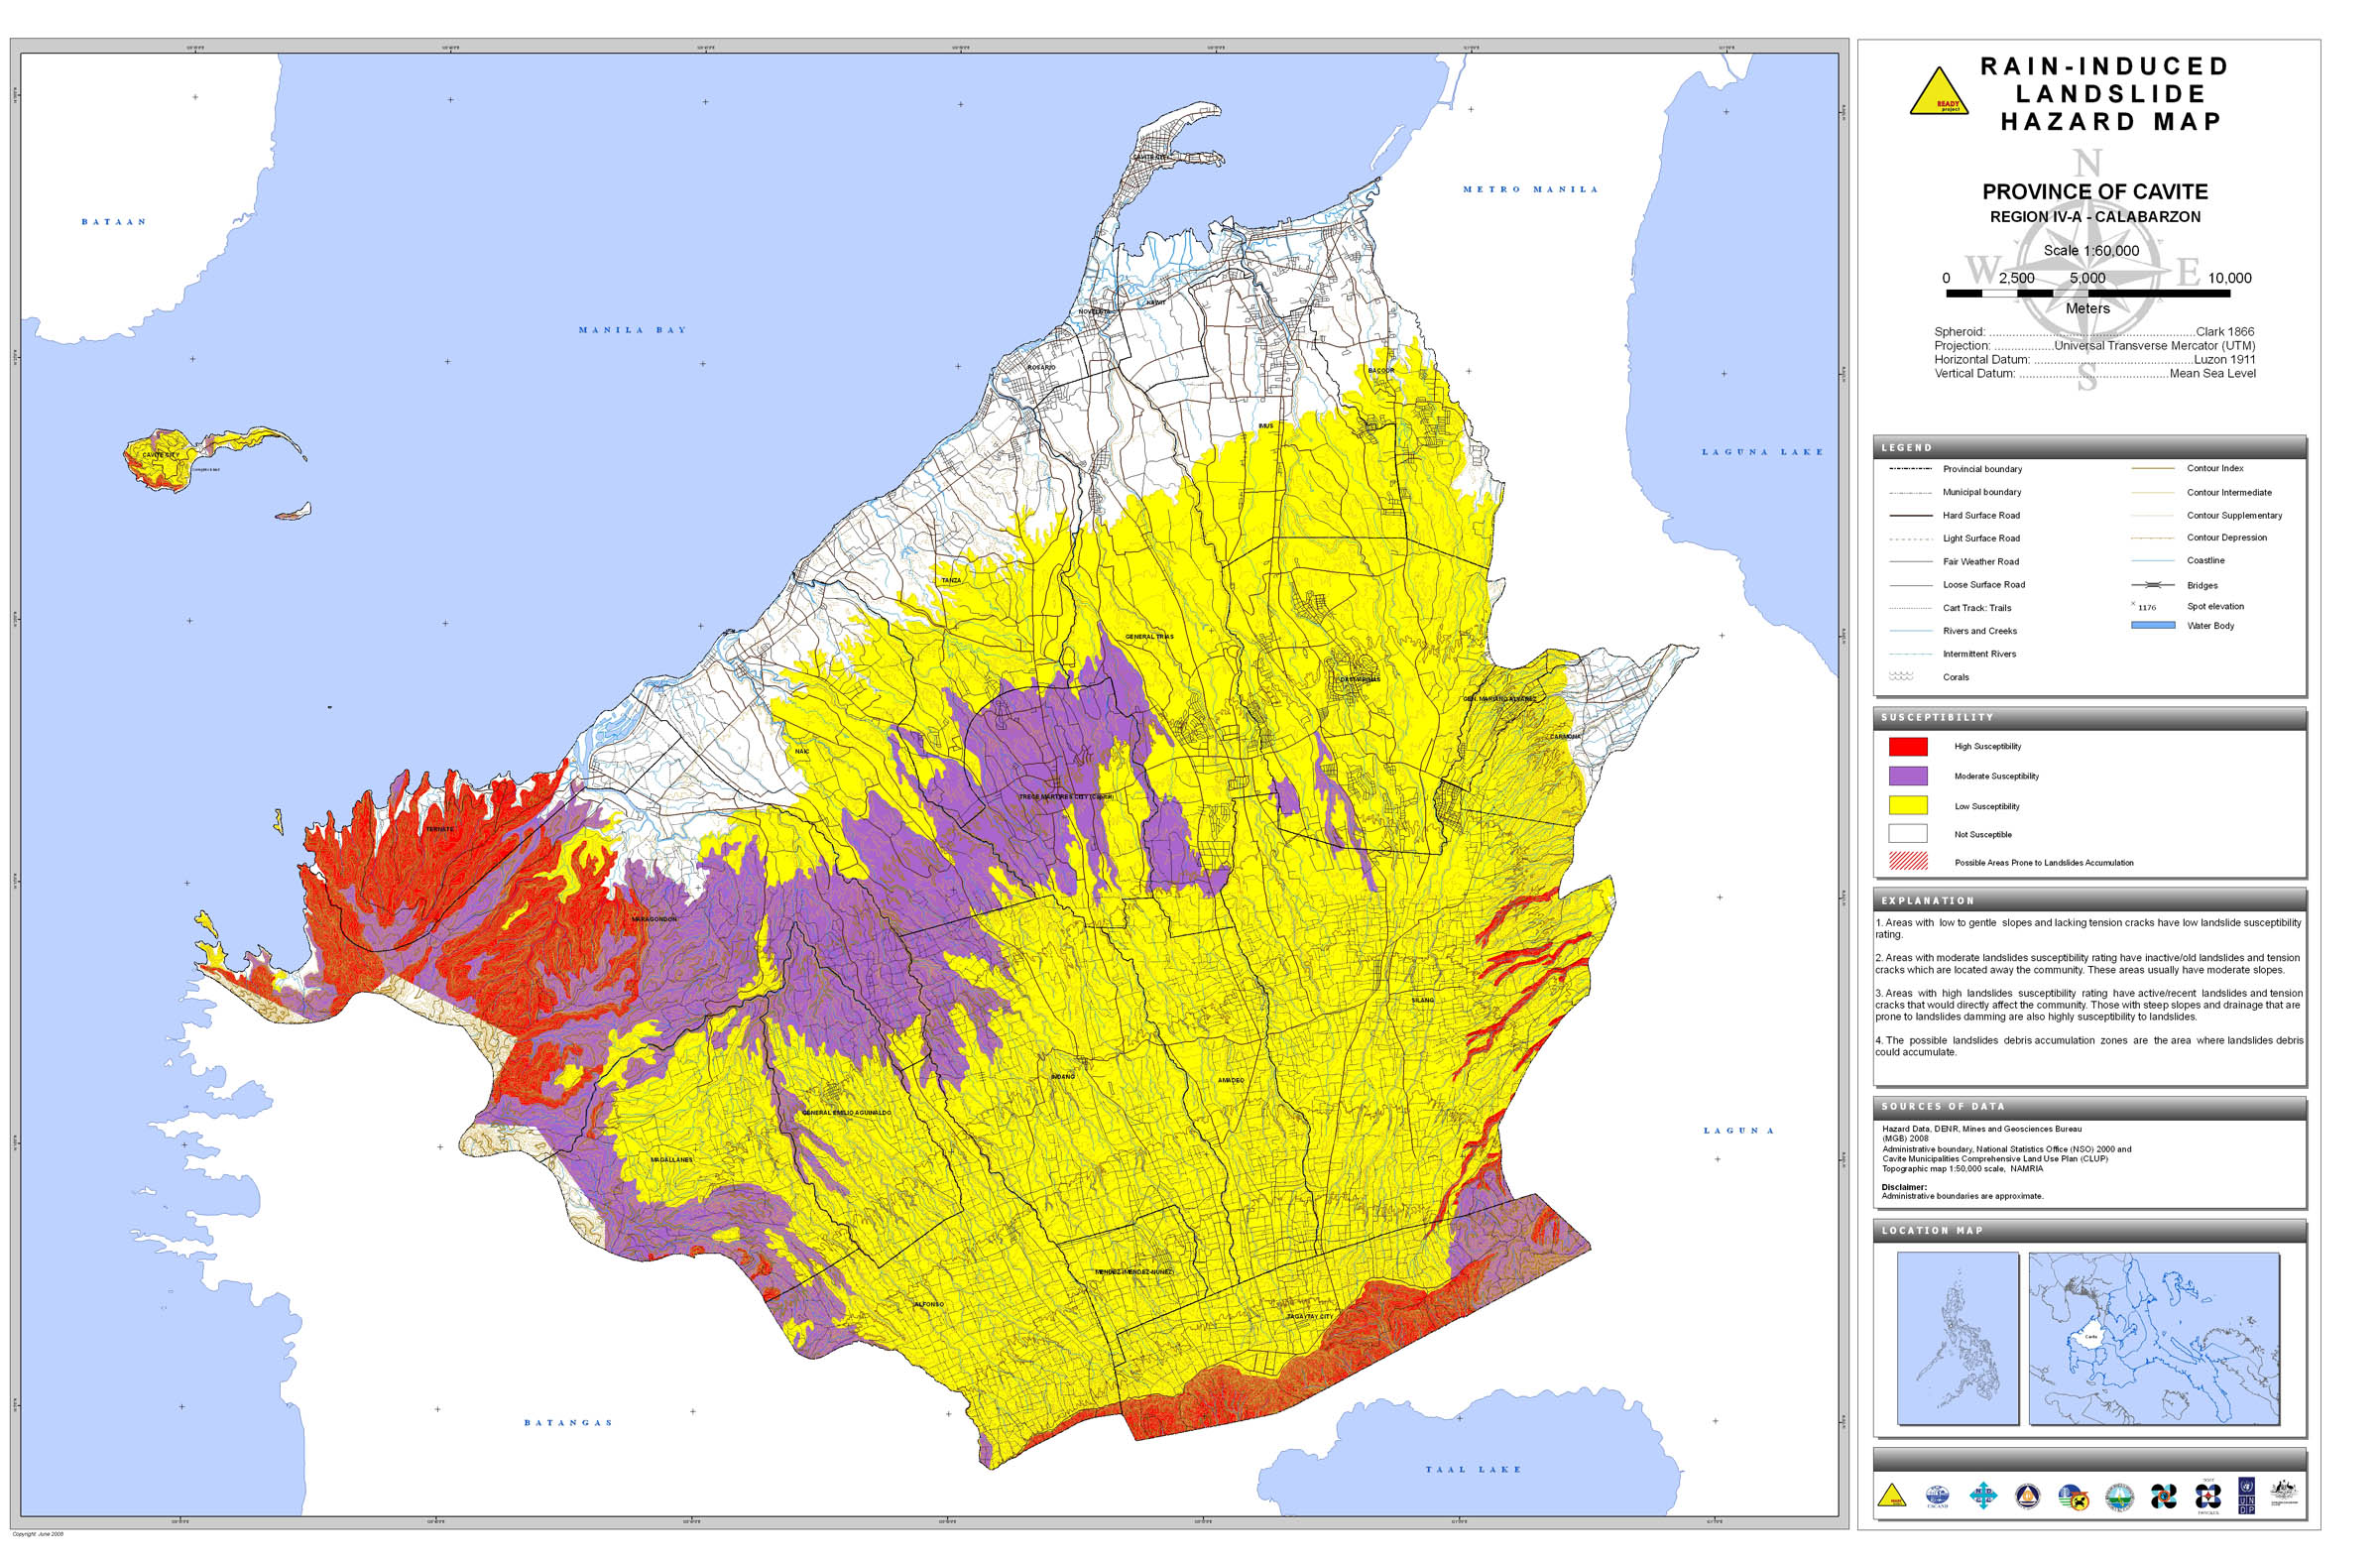 RAIN-INDUCED
LANDSLIDE
HAZARD MAP
READY
project
N
PROVINCE OF CAVITE
REGION IV-A - CALABARZON
Scale 1:60,000
W
E
0 2,500 5,000 10,000
Meters
Spheroid: Clark 1866
Projection: Universal Transverse Mercator (UTM)
Horizontal Datum: Luzon 1911
Vertical Datum: Mean Sea Level
S
LEGEND
Provincial boundary
Municipal boundary
Hard Surface Road
Light Surface Road
Fair Weather Road
Loose Surface Road
Cart Track: Trails
Rivers and Creeks
Intermittent Rivers
Corals
Contour Index
Contour Intermediate
Contour Supplementary
Contour Depression
Coastline
Bridges
1176 Spot elevation
Water Body
SUSCEPTIBILITY
High Susceptibility
Moderate Susceptibility
Low Susceptibility
Not Susceptible
Possible Areas Prone to Landslides Accumulation
EXPLANATION
1. Areas with low to gentle slopes and lacking tension cracks have low landslide susceptibility
rating.
2. Areas with moderate landslides susceptibility rating have inactive/old landslides and tension
cracks which are located away the community. These areas usually have moderate slopes.
3. Areas with high landslides susceptibility rating have active/recent landslides and tension
cracks that would directly affect the community. Those with steep slopes and drainage that are
prone to landslides damming are also highly susceptibility to landslides.
4. The possible landslides debris accumulation zones are the area where landslides debris
could accumulate.
SOURCES OF DATA
Hazard Data, DENR, Mines and Geosciences Bureau
(MGB) 2008
Administrative boundary, National Statistics Office (NSO) 2000 and
Cavite Municipalities Comprehensive Land Use Plan (CLUP)
Topographic map 1:50,000 scale, NAMRIA
Disclaimer:
Administrative boundaries are approximate.
LOCATION MAP
Cavite
BATAAN
MANILA BAY
METRO MANILA
LAGUNA LAKE
LAGUNA
BATANGAS
TAAL LAKE
CAVITE CITY
KAWIT
NOVELETA
ROSARIO
BACOOR
IMUS
CAVITE CITY
TANZA
GENERAL TRIAS
DASMARINAS
GEN. MARIANO ALVAREZ
CARMONA
NAIC
TRECE MARTIRES CITY (Capital)
TERNATE
MARAGONDON
SILANG
INDANG
AMADEO
GENERAL EMILIO AGUINALDO
MAGALLANES
MENDEZ (MENDEZ-NUNEZ)
ALFONSO
TAGAYTAY CITY
UN
DP
Copyright June 2008